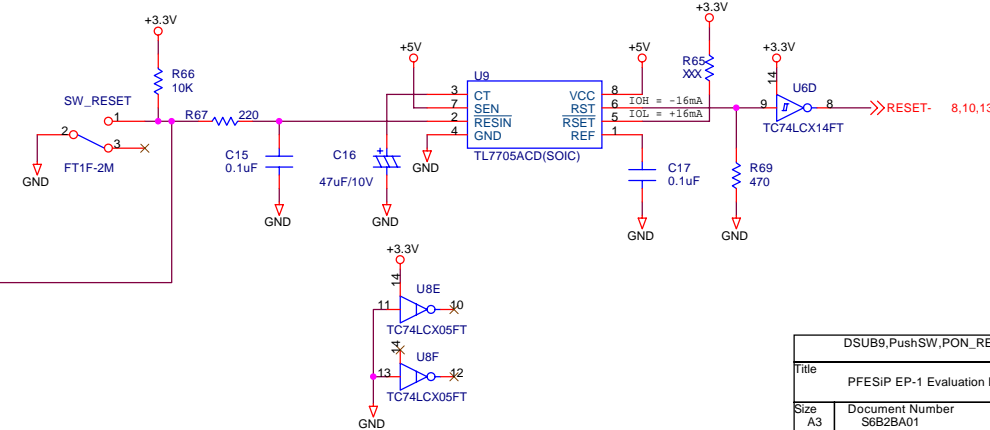 +3.3V
R66
10K
SW_RESET
1
2
3
FT1F-2M
GND
R67 220
C15
0.1uF
GND
C16
47uF/10V
GND
+5V
GND
U9
3 CT
7 SEN
2 RESIN
4 GND
VCC 8
RST 6
RSET 5
REF 1
TL7705ACD(SOIC)
+5V
IOH = -16mA
IOL = +16mA
C17
0.1uF
GND
+3.3V
R65
XXX
R69
470
GND
+3.3V
14
U6D
9 8
TC74LCX14FT
RESET- 8,10,13
+3.3V
14
U8E
11 10
TC74LCX05FT
14
U8F
13 12
TC74LCX05FT
GND
DSUB9,PushSW,PON_RE
Title
PFESiP EP-1 Evaluation
Size
A3
Document Number
S6B2BA01